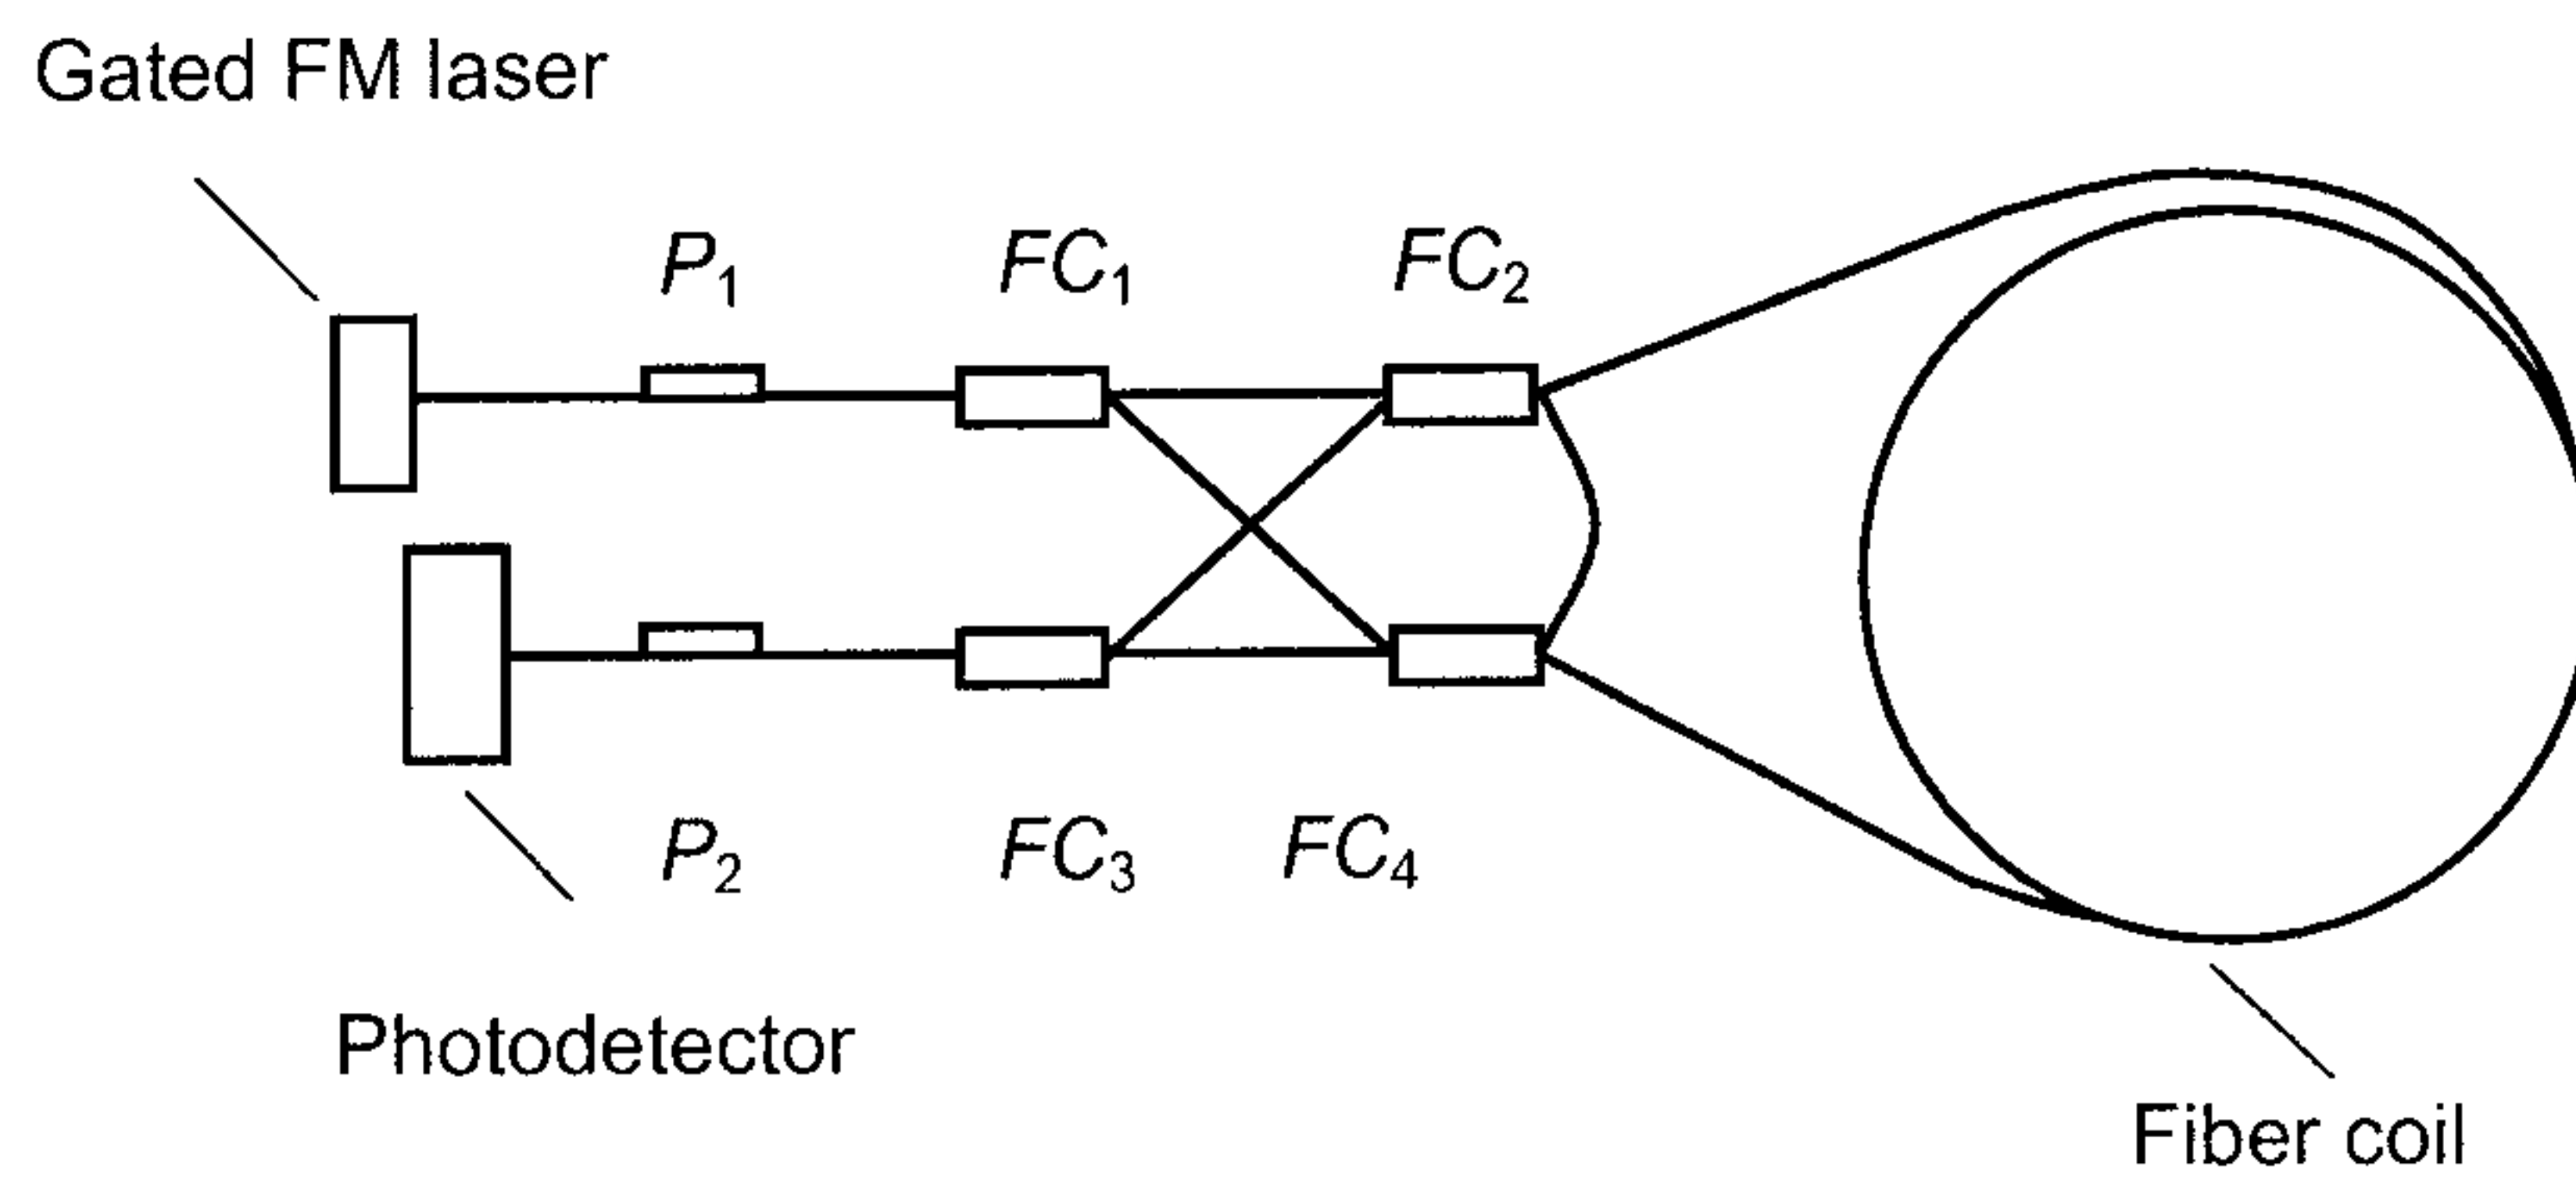 Gated FM laser
P1
FC1
FC2
P2
FC3
FC4
Photodetector
Fiber coil